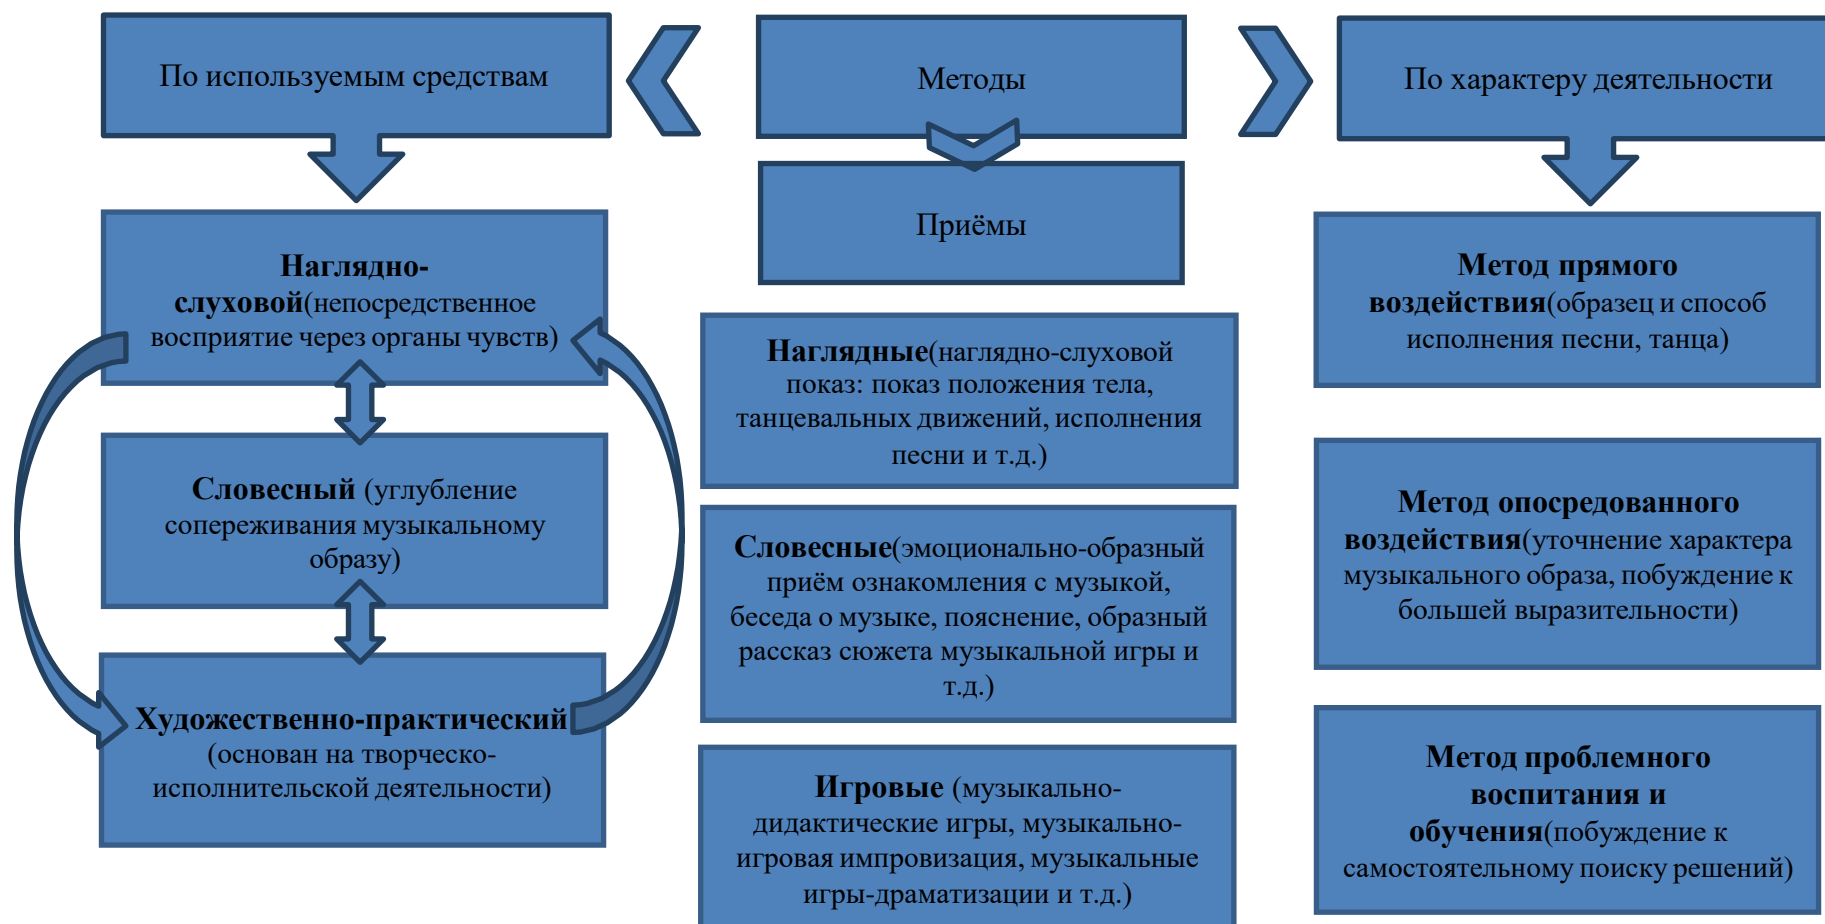 По используемым средствам
Методы
По характеру деятельности
Приёмы
Наглядно-
слуховой(непосредственное
восприятие через органы чувств)
Словесный (углубление
сопереживания музыкальному
образу)
Художественно-практический
(основан на творческо-
исполнительской деятельности)
Наглядные(наглядно-слуховой
показ: показ положения тела,
танцевальных движений, исполнения
песни и т.д.)
Словесные(эмоционально-образный
приём ознакомления с музыкой,
беседа о музыке, пояснение, образный
рассказ сюжета музыкальной игры и
т.д.)
Игровые (музыкально-
дидактические игры, музыкально-
игровая импровизация, музыкальные
игры-драматизации и т.д.)
Метод прямого
воздействия(образец и способ
исполнения песни, танца)
Метод опосредованного
воздействия(уточнение характера
музыкального образа, побуждение к
большей выразительности)
Метод проблемного
воспитания и
обучения(побуждение к
самостоятельному поиску решений)